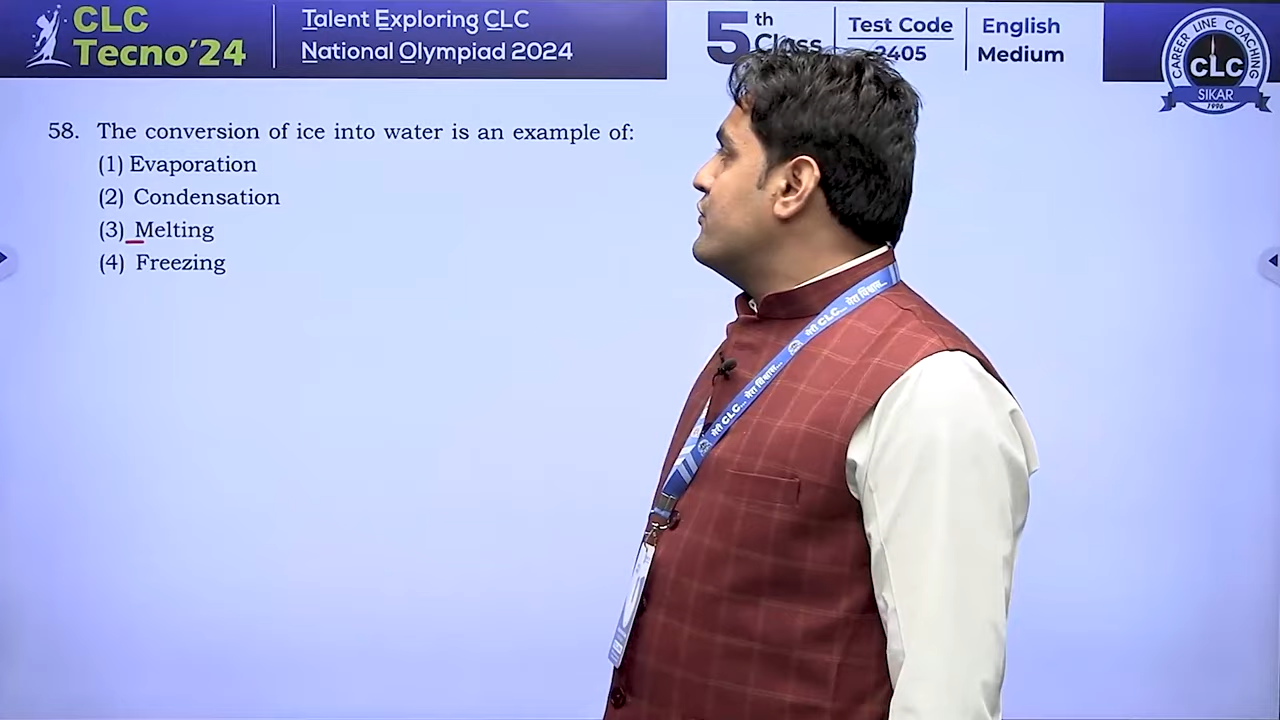 CLC
Tecno'24
Talent Exploring CLC
National Olympiad 2024
5th
Class
Test Code
2405
English
Medium
CAREER LINE COACHING
CLC
SIKAR
1996
58. The conversion of ice into water is an example of:
(1) Evaporation
(2) Condensation
(3) Melting
(4) Freezing
मेरी CLC... मेरा विश्वास...
मेरी CLC... मेरा विश्वास...